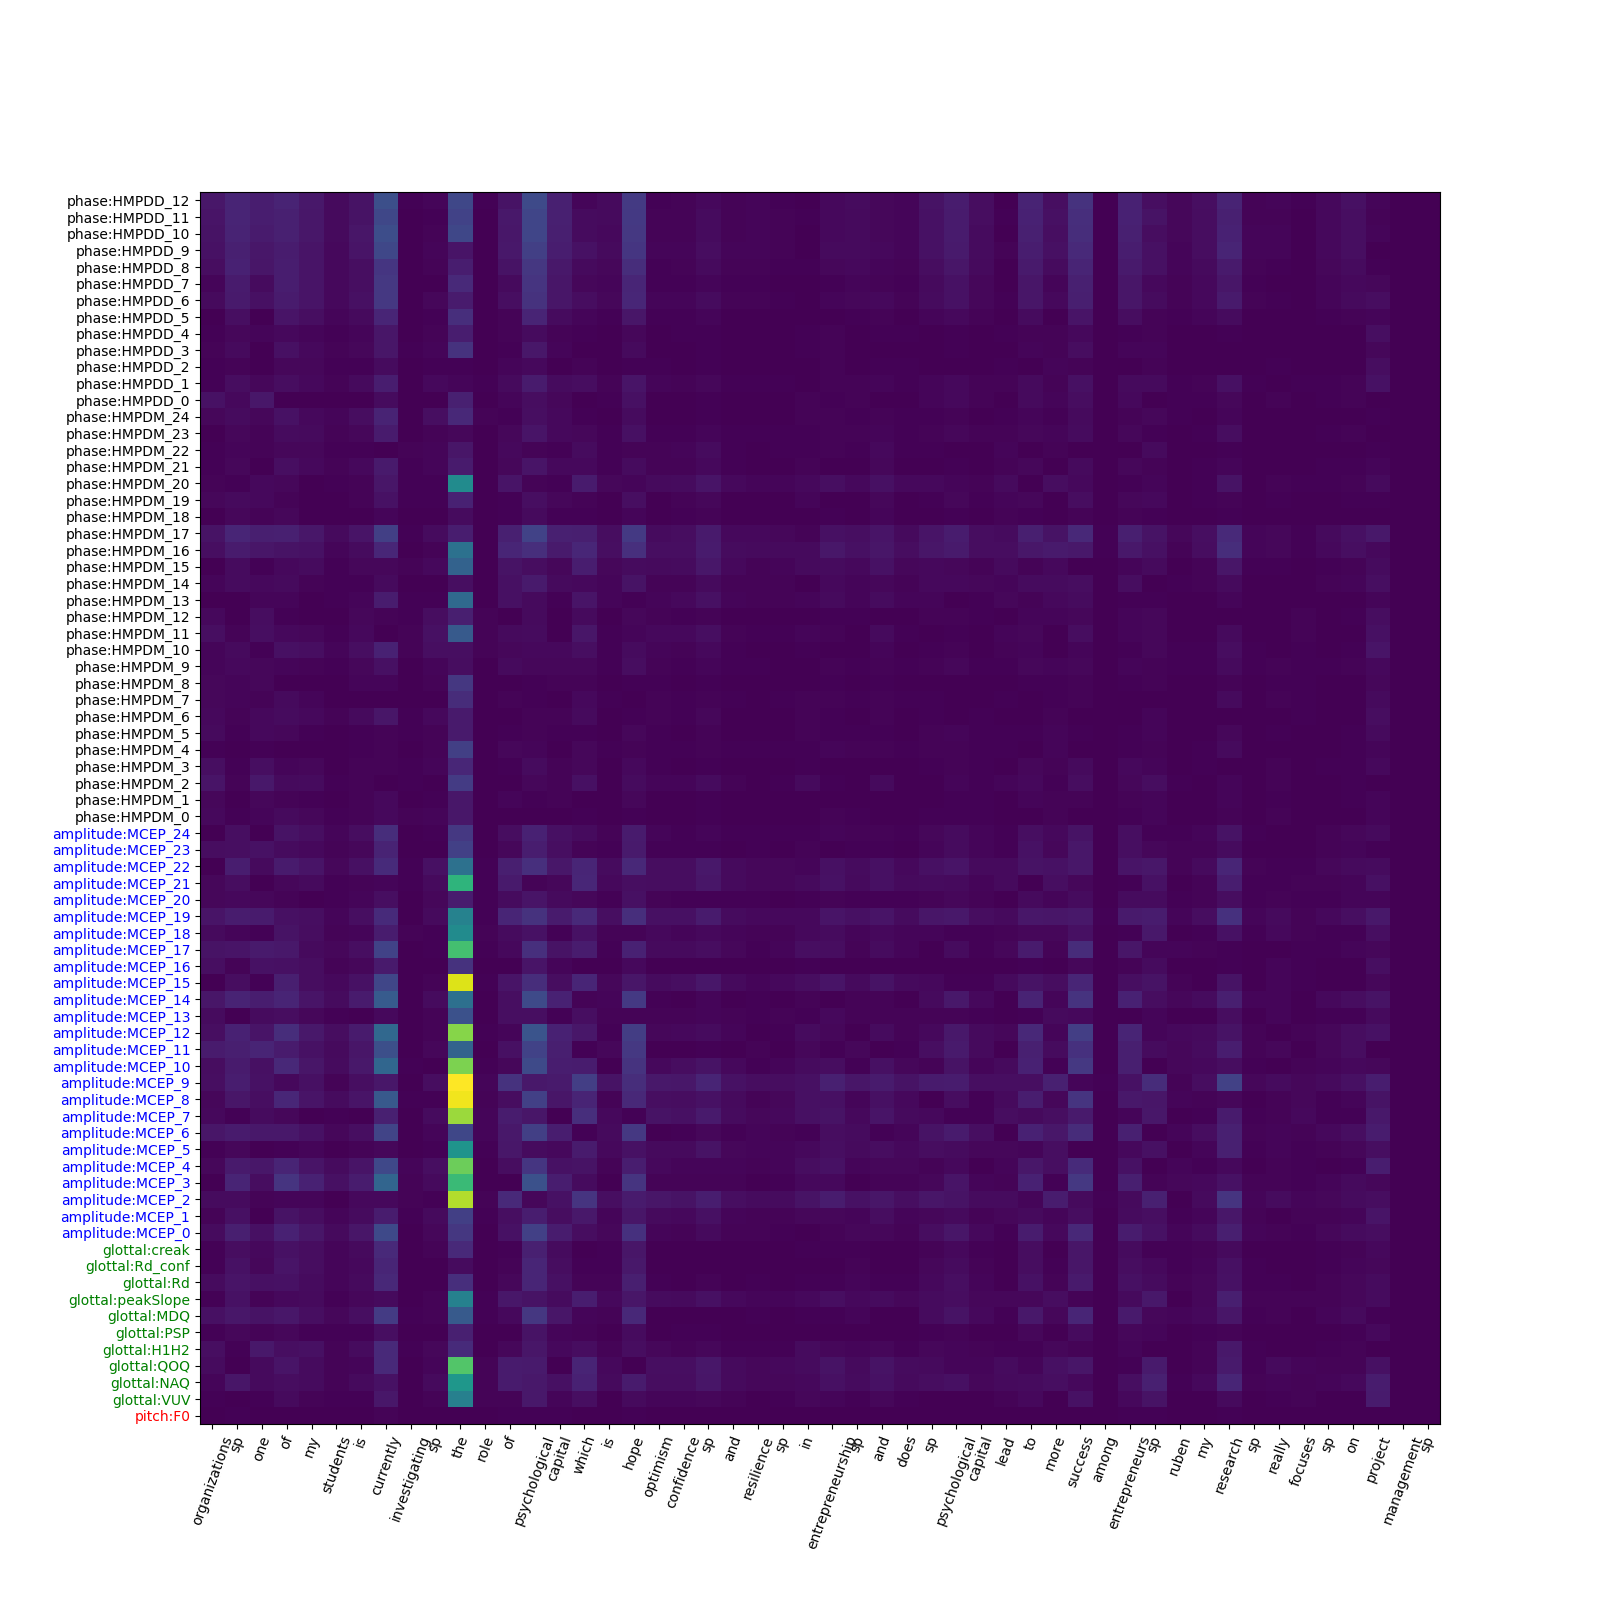 phase:HMPDD_12
phase:HMPDD_11
phase:HMPDD_10
phase:HMPDD_9
phase:HMPDD_8
phase:HMPDD_7
phase:HMPDD_6
phase:HMPDD_5
phase:HMPDD_4
phase:HMPDD_3
phase:HMPDD_2
phase:HMPDD_1
phase:HMPDD_0
phase:HMPDM_24
phase:HMPDM_23
phase:HMPDM_22
phase:HMPDM_21
phase:HMPDM_20
phase:HMPDM_19
phase:HMPDM_18
phase:HMPDM_17
phase:HMPDM_16
phase:HMPDM_15
phase:HMPDM_14
phase:HMPDM_13
phase:HMPDM_12
phase:HMPDM_11
phase:HMPDM_10
phase:HMPDM_9
phase:HMPDM_8
phase:HMPDM_7
phase:HMPDM_6
phase:HMPDM_5
phase:HMPDM_4
phase:HMPDM_3
phase:HMPDM_2
phase:HMPDM_1
phase:HMPDM_0
amplitude:MCEP_24
amplitude:MCEP_23
amplitude:MCEP_22
amplitude:MCEP_21
amplitude:MCEP_20
amplitude:MCEP_19
amplitude:MCEP_18
amplitude:MCEP_17
amplitude:MCEP_16
amplitude:MCEP_15
amplitude:MCEP_14
amplitude:MCEP_13
amplitude:MCEP_12
amplitude:MCEP_11
amplitude:MCEP_10
amplitude:MCEP_9
amplitude:MCEP_8
amplitude:MCEP_7
amplitude:MCEP_6
amplitude:MCEP_5
amplitude:MCEP_4
amplitude:MCEP_3
amplitude:MCEP_2
amplitude:MCEP_1
amplitude:MCEP_0
glottal:creak
glottal:Rd_conf
glottal:Rd
glottal:peakSlope
glottal:MDQ
glottal:PSP
glottal:H1H2
glottal:QOQ
glottal:NAQ
glottal:VUV
pitch:F0
organizations
sp
one
of
my
students
is
currently
investigating
sp
the
role
of
psychological
capital
which
is
hope
optimism
confidence
sp
and
resilience
sp
in
entrepreneurship
sp
and
does
sp
psychological
capital
lead
to
more
success
among
entrepreneurs
sp
ruben
my
research
sp
really
focuses
sp
on
project
management
sp